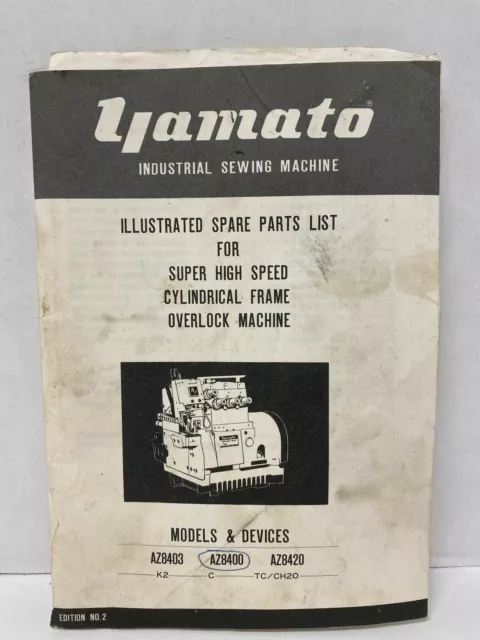 Yamato®
INDUSTRIAL SEWING MACHINE
ILLUSTRATED SPARE PARTS LIST
FOR
SUPER HIGH SPEED
CYLINDRICAL FRAME
OVERLOCK MACHINE
MODELS & DEVICES
AZ8403 AZ8400 AZ8420
K2 C TC/CH20
EDITION NO.2